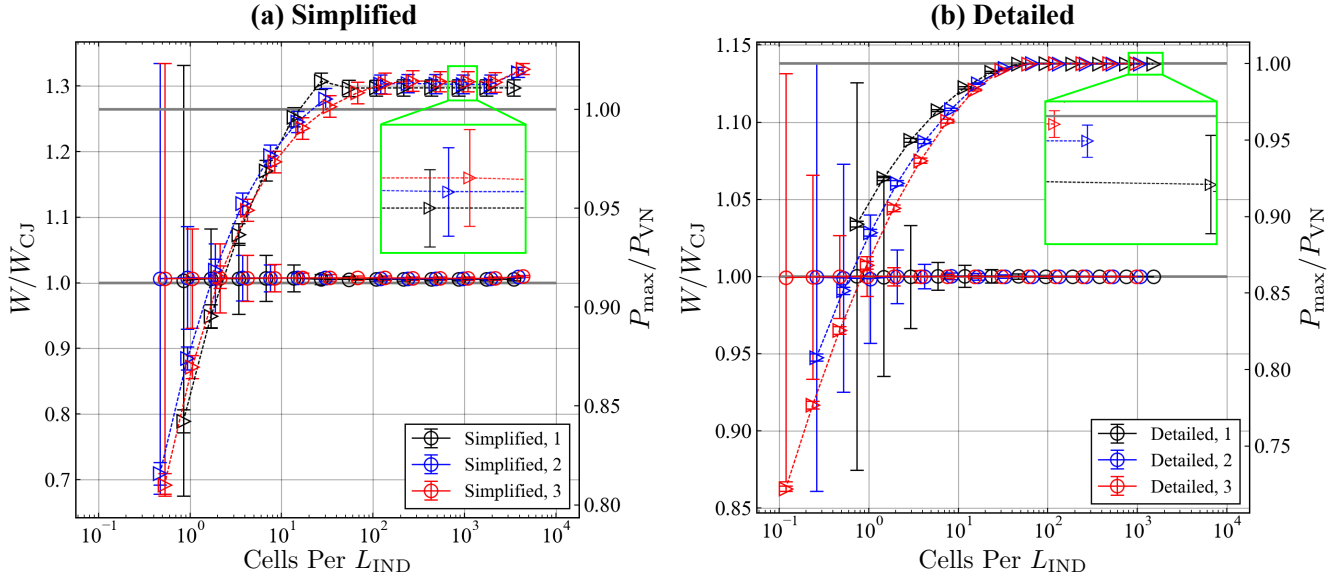 (a) Simplified
1.3
1.2
1.1
1.0
0.9
0.8
0.7
W/W_CJ
1.00
0.95
0.90
0.85
0.80
P_max/P_VN
Simplified, 1
Simplified, 2
Simplified, 3
10^−1 10^0 10^1 10^2 10^3 10^4
Cells Per L_IND
(b) Detailed
1.15
1.10
1.05
1.00
0.95
0.90
0.85
W/W_CJ
1.00
0.95
0.90
0.85
0.80
0.75
P_max/P_VN
Detailed, 1
Detailed, 2
Detailed, 3
10^−1 10^0 10^1 10^2 10^3 10^4
Cells Per L_IND